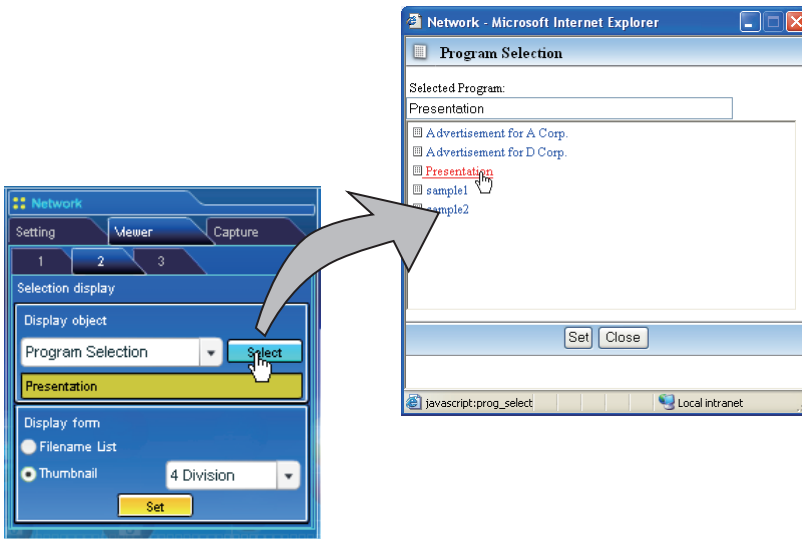 Network - Microsoft Internet Explorer
Program Selection
Selected Program:
Presentation
Advertisement for A Corp.
Advertisement for D Corp.
Presentation
sample1
sample2
Set Close
javascript:prog_select Local intranet
Network
Setting Viewer Capture
1 2 3
Selection display
Display object
Program Selection Select
Presentation
Display form
Filename List
Thumbnail 4 Division
Set